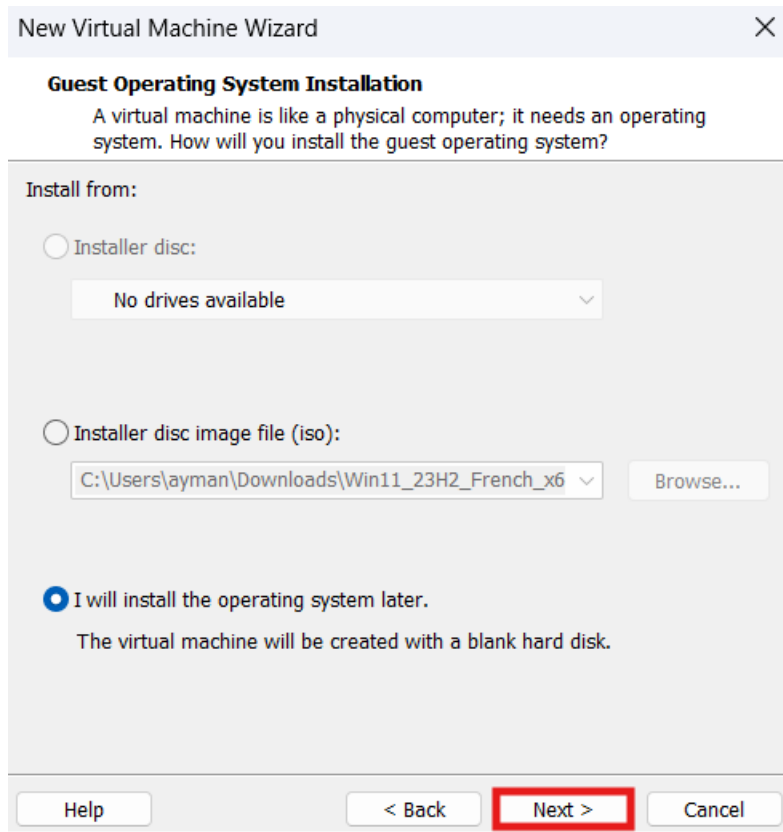 New Virtual Machine Wizard
Guest Operating System Installation
A virtual machine is like a physical computer; it needs an operating
system. How will you install the guest operating system?
Install from:
Installer disc:
No drives available
Installer disc image file (iso):
C:\Users\ayman\Downloads\Win11_23H2_French_x6
Browse...
I will install the operating system later.
The virtual machine will be created with a blank hard disk.
Help
< Back
Next >
Cancel